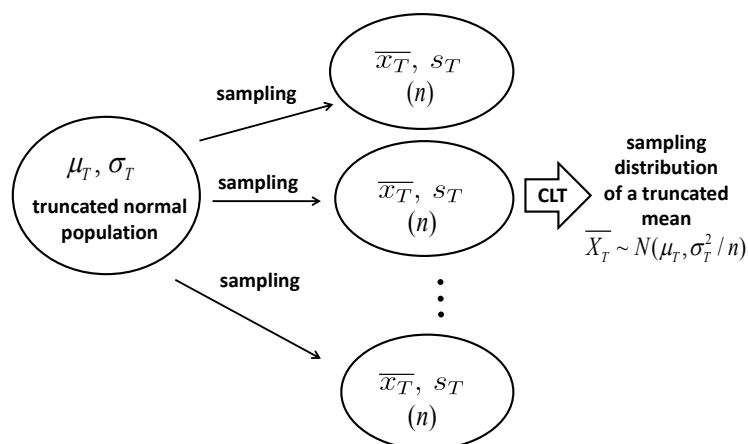 μ_T, σ_T
truncated normal
population
sampling
sampling
sampling
x̅_T̅, s_T
(n)
x̅_T̅, s_T
(n)
⋮
x̅_T̅, s_T
(n)
CLT
sampling
distribution
of a truncated
mean
X̅_T̅ ~ N(μ_T, σ_T²/n)